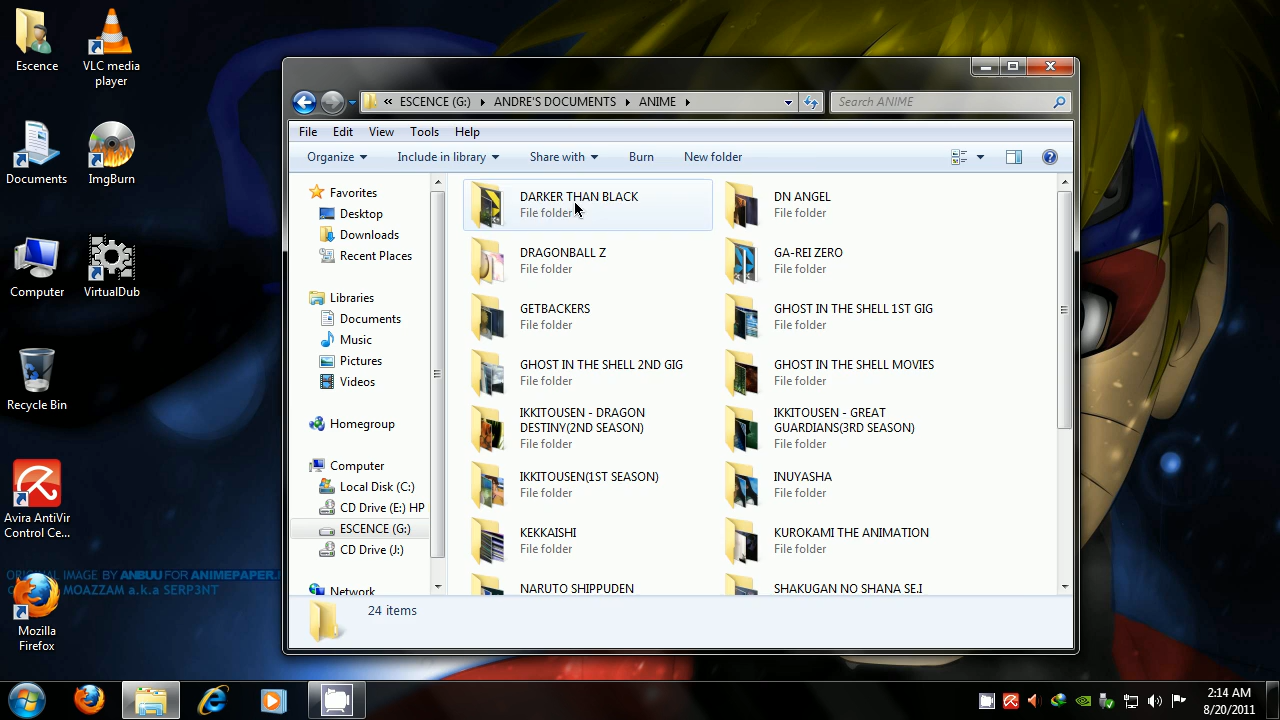 Escence
VLC media
player
Documents
ImgBurn
Computer
VirtualDub
Recycle Bin
Avira AntiVir
Control Ce...
Mozilla
Firefox
ORIGINAL IMAGE BY ANBUU FOR ANIMEPAPER.
MOAZZAM a.k.a SERP3NT
« ESCENCE (G:) ▸ ANDRE'S DOCUMENTS ▸ ANIME ▸
Search ANIME
File Edit View Tools Help
Organize Include in library Share with Burn New folder
Favorites
Desktop
Downloads
Recent Places
Libraries
Documents
Music
Pictures
Videos
Homegroup
Computer
Local Disk (C:)
CD Drive (E:) HP
ESCENCE (G:)
CD Drive (J:)
Network
DARKER THAN BLACK
File folder
DN ANGEL
File folder
DRAGONBALL Z
File folder
GA-REI ZERO
File folder
GETBACKERS
File folder
GHOST IN THE SHELL 1ST GIG
File folder
GHOST IN THE SHELL 2ND GIG
File folder
GHOST IN THE SHELL MOVIES
File folder
IKKITOUSEN - DRAGON
DESTINY(2ND SEASON)
File folder
IKKITOUSEN - GREAT
GUARDIANS(3RD SEASON)
File folder
IKKITOUSEN(1ST SEASON)
File folder
INUYASHA
File folder
KEKKAISHI
File folder
KUROKAMI THE ANIMATION
File folder
NARUTO SHIPPUDEN
SHAKUGAN NO SHANA SE.I
24 items
2:14 AM
8/20/2011